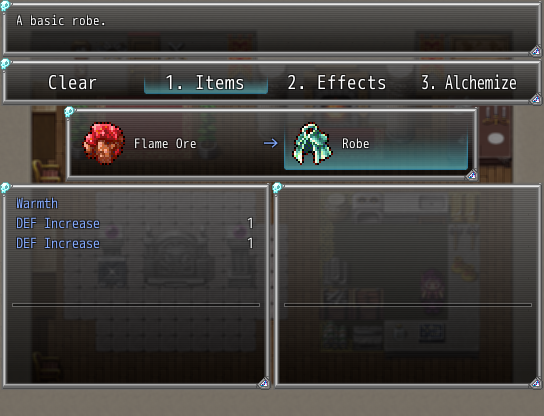 A basic robe.
Clear 1. Items 2. Effects 3. Alchemize
Flame Ore → Robe
Warmth
DEF Increase 1
DEF Increase 1